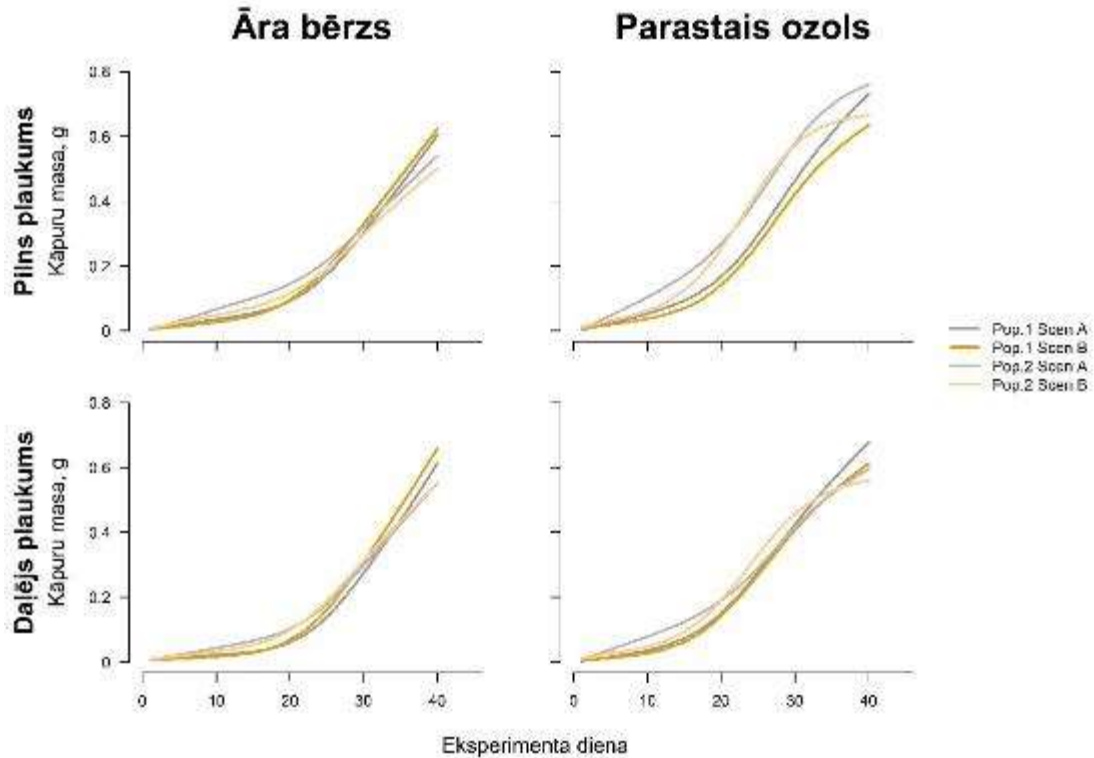 Āra bērzs
Parastais ozols
Pilns plaukums
Kāpuru masa, g
0.8
0.6
0.4
0.2
0
Pop.1 Scen A
Pop.1 Scen B
Pop.2 Scen A
Pop.2 Scen B
Daļējs plaukums
Kāpuru masa, g
0.8
0.6
0.4
0.2
0
0 10 20 30 40
0 10 20 30 40
Eksperimenta diena